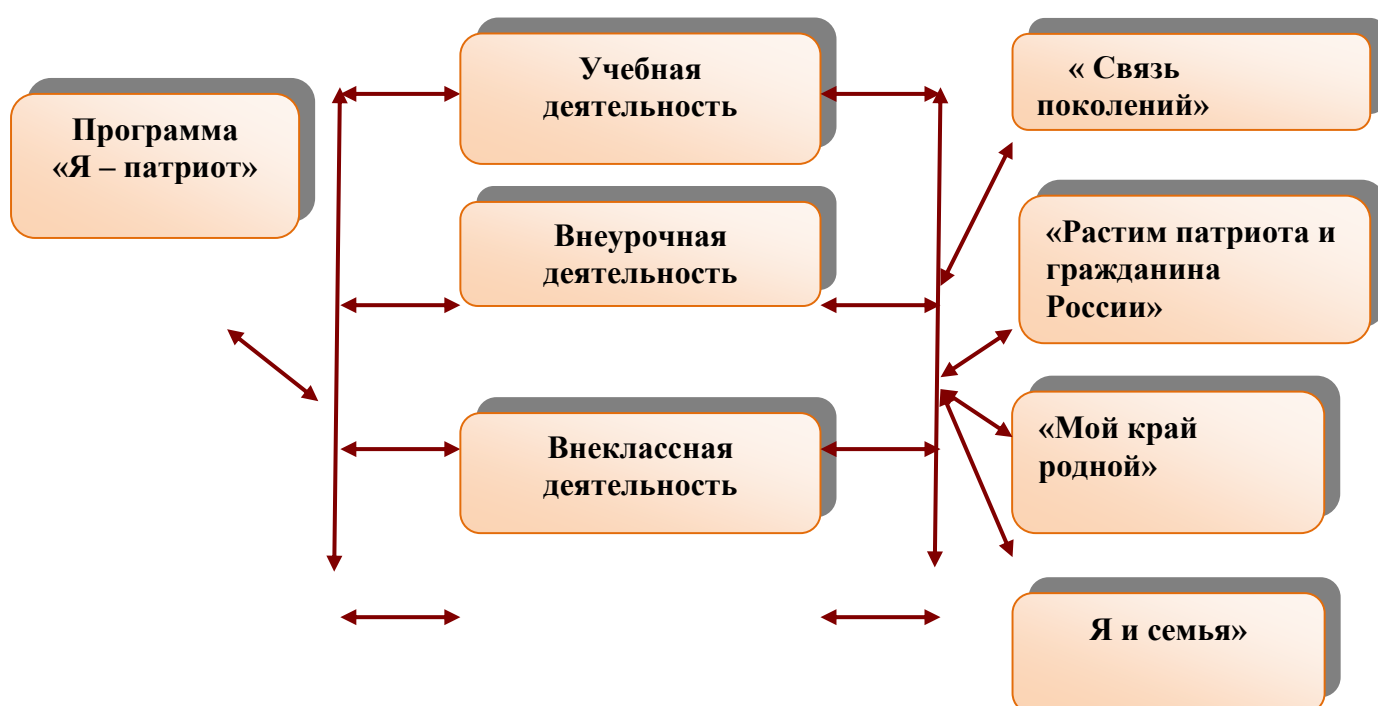 Программа
«Я – патриот»
Учебная
деятельность
Внеурочная
деятельность
Внеклассная
деятельность
« Связь
поколений»
«Растим патриота и
гражданина
России»
«Мой край
родной»
Я и семья»